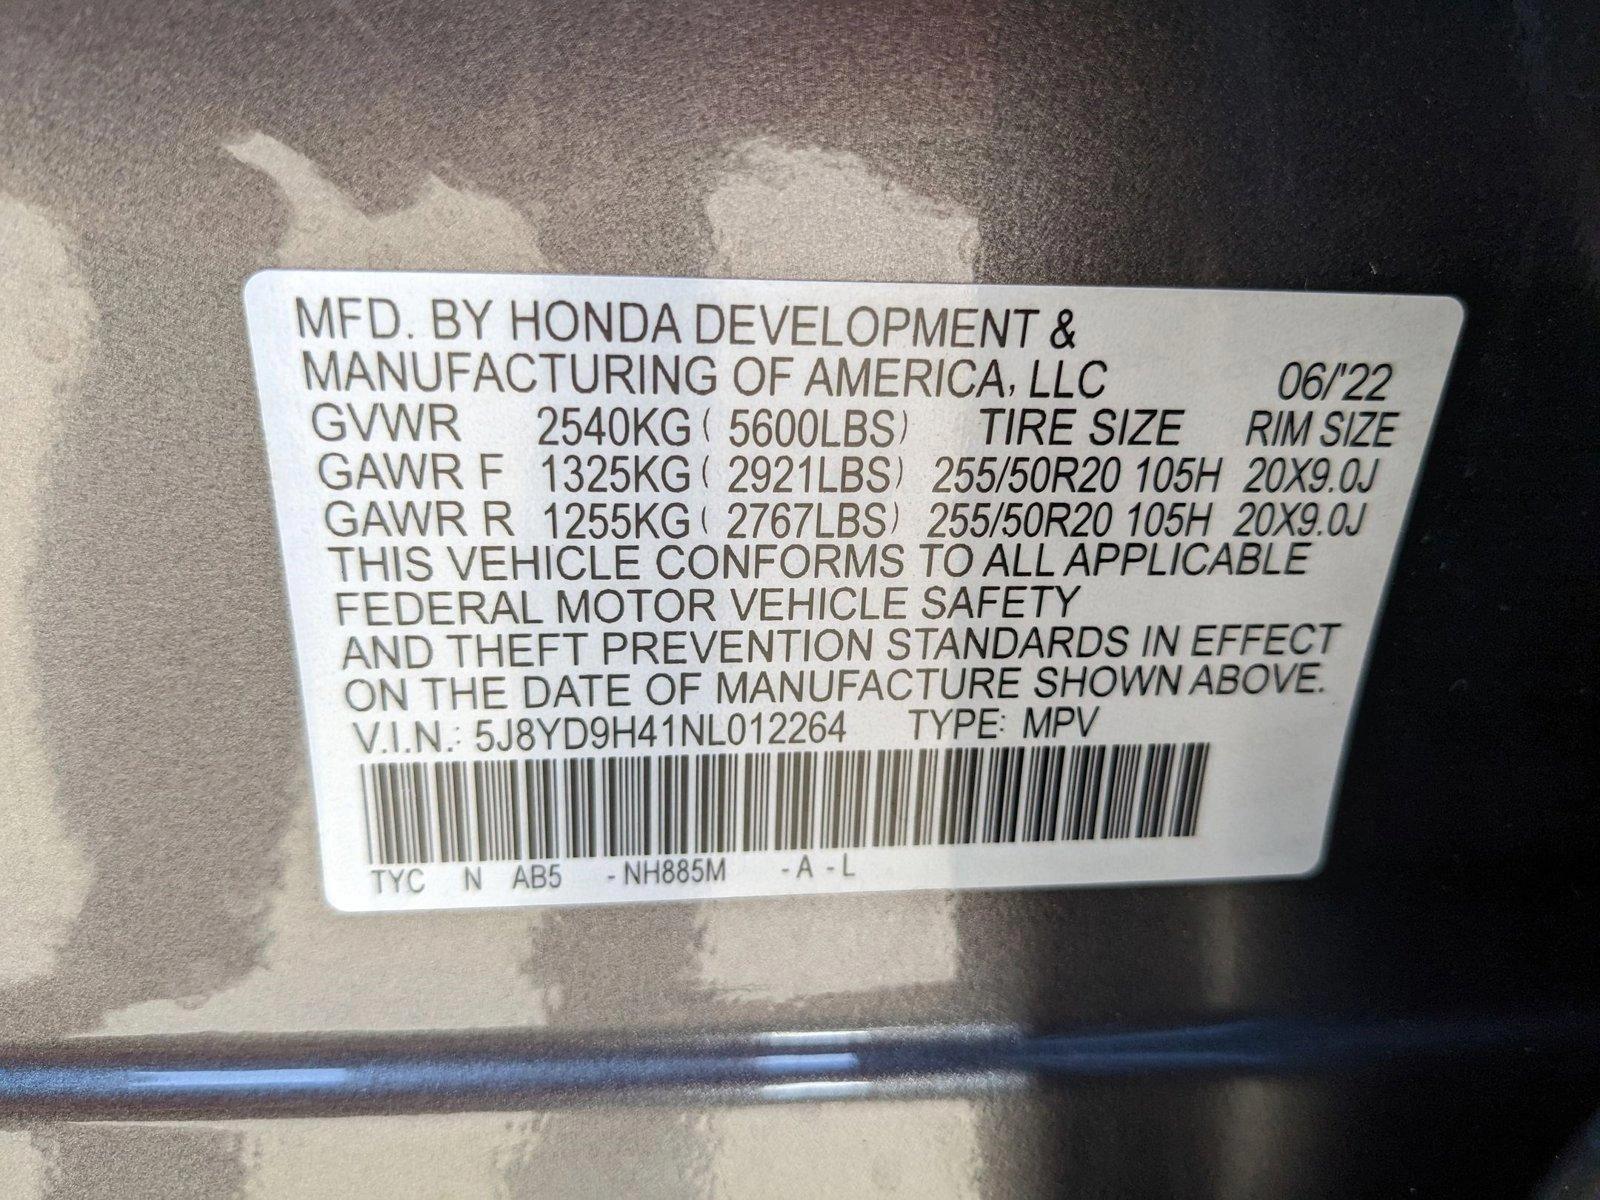 MFD. BY HONDA DEVELOPMENT &
MANUFACTURING OF AMERICA, LLC 06/'22
GVWR 2540KG ( 5600LBS) TIRE SIZE RIM SIZE
GAWR F 1325KG ( 2921LBS) 255/50R20 105H 20X9.0J
GAWR R 1255KG ( 2767LBS) 255/50R20 105H 20X9.0J
THIS VEHICLE CONFORMS TO ALL APPLICABLE
FEDERAL MOTOR VEHICLE SAFETY
AND THEFT PREVENTION STANDARDS IN EFFECT
ON THE DATE OF MANUFACTURE SHOWN ABOVE.
V.I.N.: 5J8YD9H41NL012264 TYPE: MPV
TYC N AB5 -NH885M -A -L